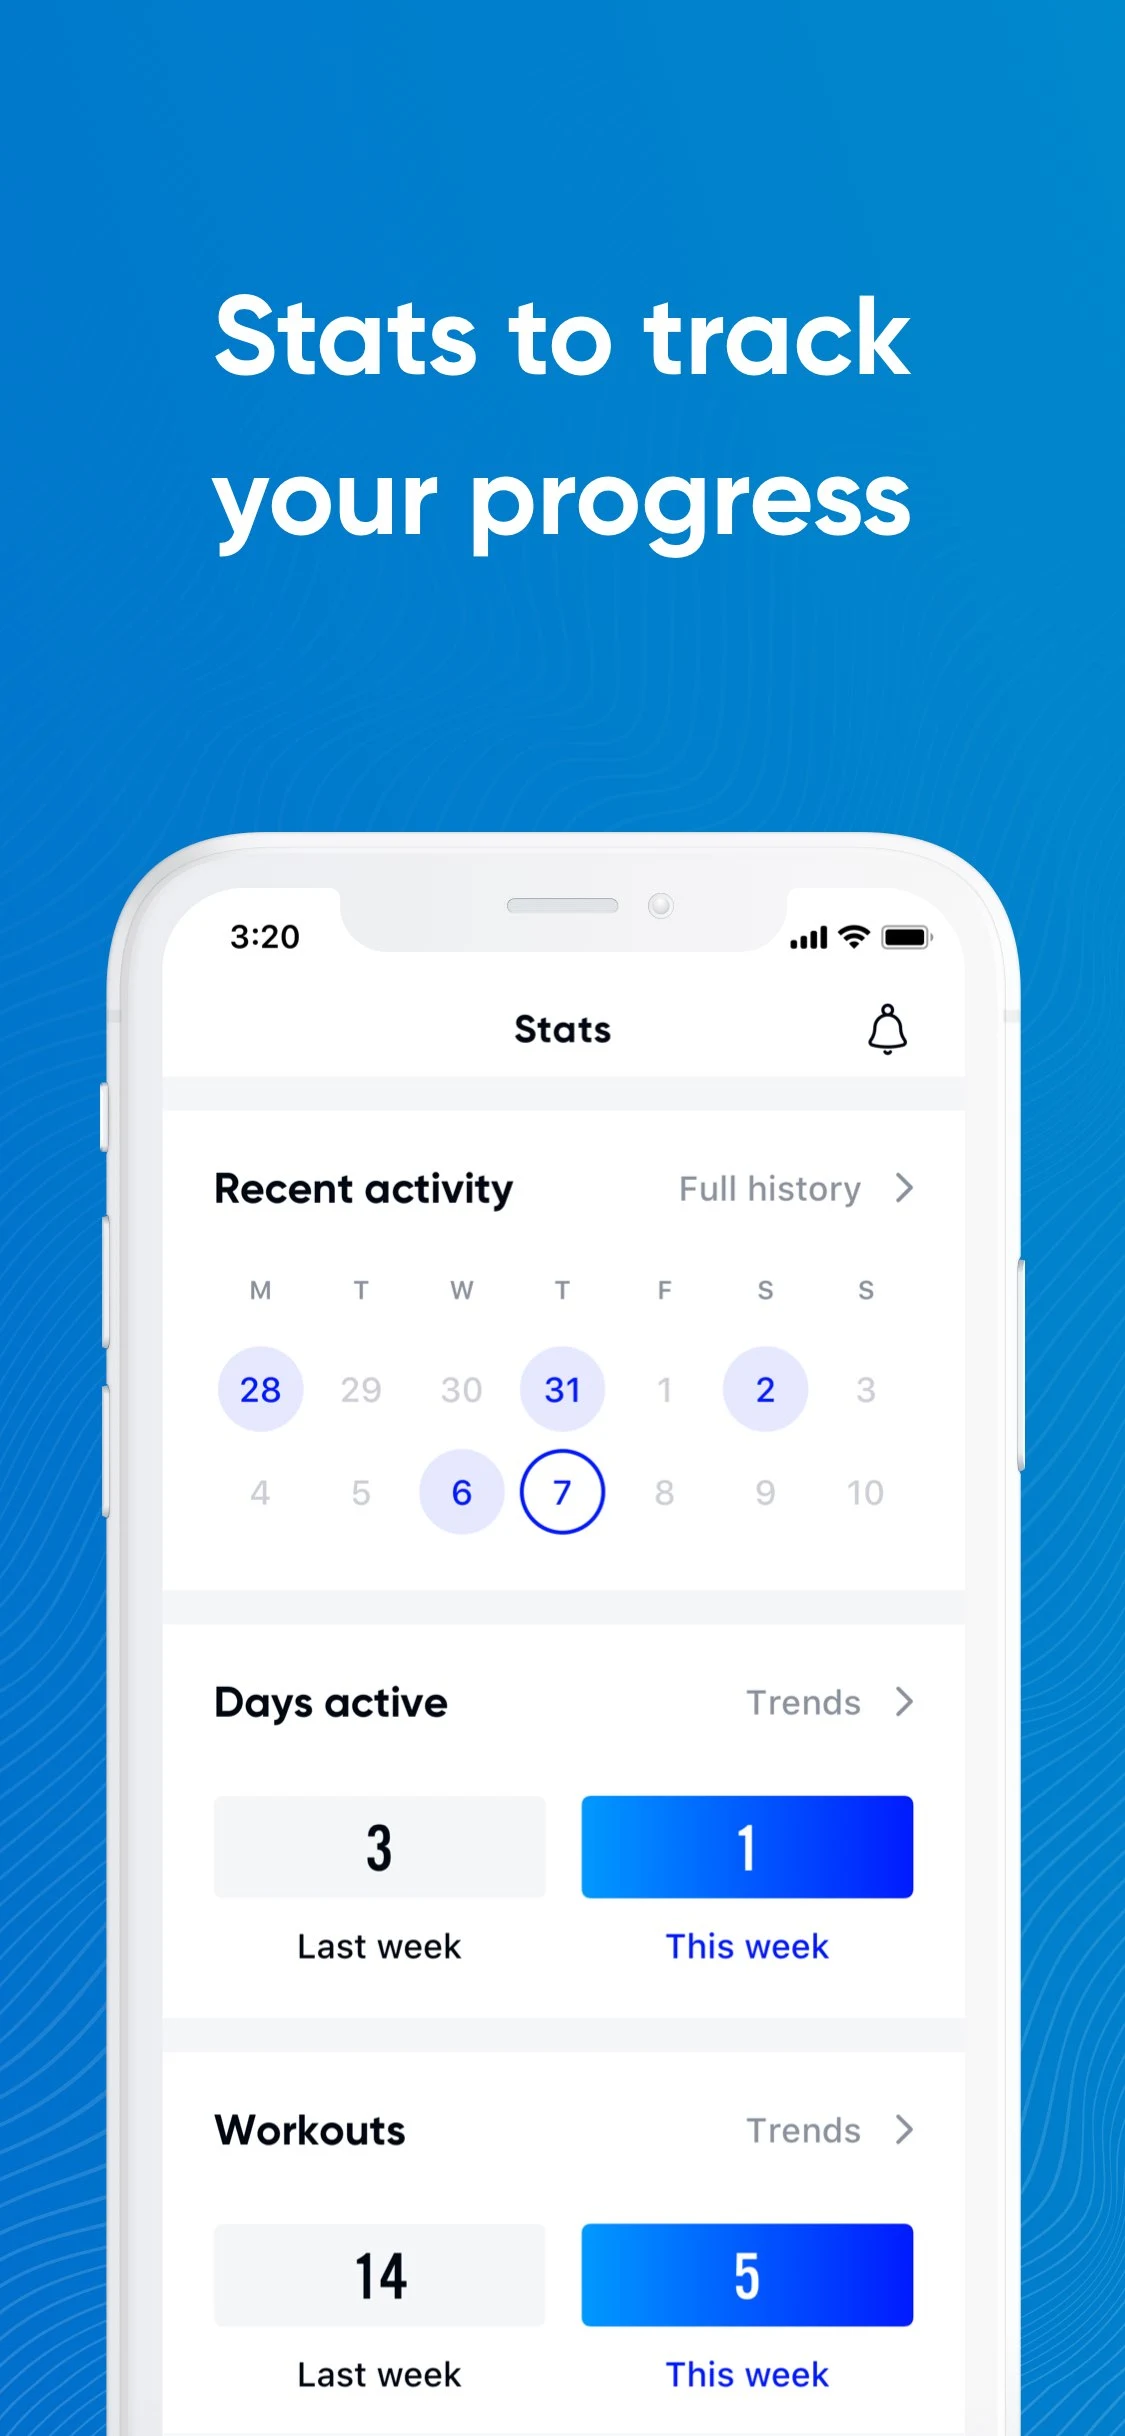 Stats to track
your progress
3:20
Stats
Recent activity Full history
M T W T F S S
28 29 30 31 1 2 3
4 5 6 7 8 9 10
Days active Trends
3 1
Last week This week
Workouts Trends
14 5
Last week This week